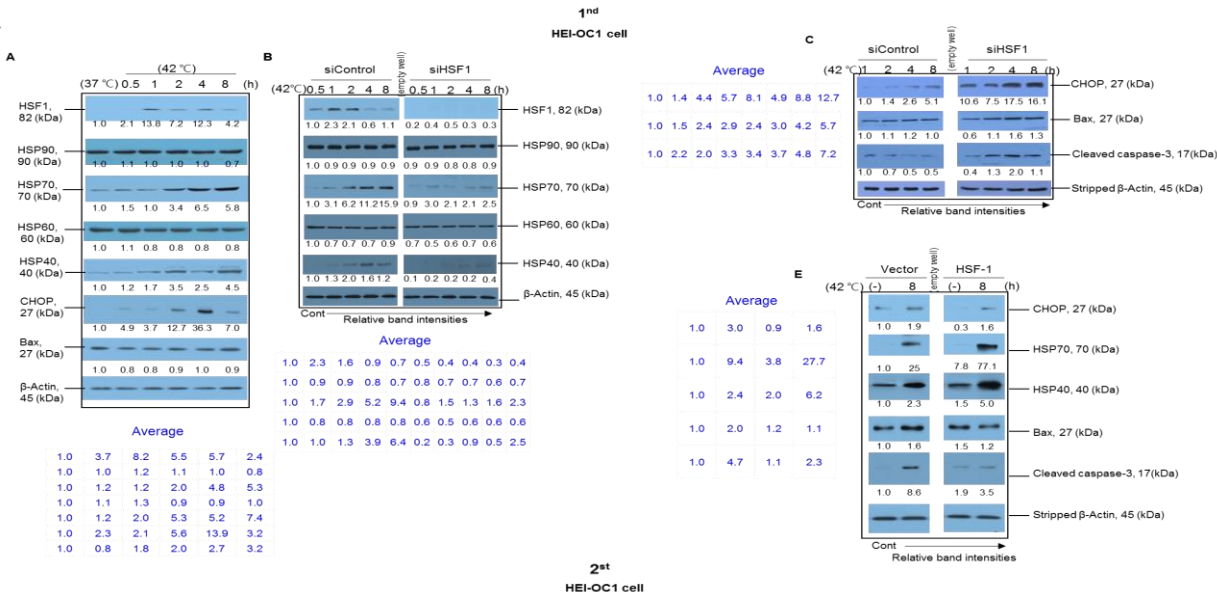 1nd
HEI-OC1 cell
A
(42 ℃)
(37 ℃) 0.5 1 2 4 8 (h)
HSF1,
82 (kDa)
1.0 2.1 13.8 7.2 12.3 4.2
HSP90,
90 (kDa)
1.0 1.1 1.0 1.0 1.0 0.7
HSP70,
70 (kDa)
1.0 1.5 1.0 3.4 6.5 5.8
HSP60,
60 (kDa)
1.0 1.1 0.8 0.8 0.8 0.8
HSP40,
40 (kDa)
1.0 1.2 1.7 3.5 2.5 4.5
CHOP,
27 (kDa)
1.0 4.9 3.7 12.7 36.3 7.0
Bax,
27 (kDa)
1.0 0.8 0.8 0.9 1.0 0.9
β-Actin,
45 (kDa)
Average
1.0 3.7 8.2 5.5 5.7 2.4
1.0 1.0 1.2 1.1 1.0 0.8
1.0 1.2 1.2 2.0 4.8 5.3
1.0 1.1 1.3 0.9 0.9 1.0
1.0 1.2 2.0 5.3 5.2 7.4
1.0 2.3 2.1 5.6 13.9 3.2
1.0 0.8 1.8 2.0 2.7 3.2
B
siControl (empty well) siHSF1
(42℃) 0.5 1 2 4 8 0.5 1 2 4 8 (h)
HSF1, 82 (kDa)
1.0 2.3 2.1 0.6 1.1 0.2 0.4 0.5 0.3 0.3
HSP90, 90 (kDa)
1.0 0.9 0.9 0.9 0.9 0.9 0.8 0.8 0.8 0.9
HSP70, 70 (kDa)
1.0 3.1 6.2 11.2 15.9 0.9 3.0 2.1 2.1 2.5
HSP60, 60 (kDa)
1.0 0.7 0.7 0.7 0.9 0.7 0.5 0.6 0.7 0.6
HSP40, 40 (kDa)
1.0 1.3 2.0 1.6 1.2 0.1 0.2 0.2 0.2 0.4
β-Actin, 45 (kDa)
Cont Relative band intensities
Average
1.0 2.3 1.6 0.9 0.7 0.5 0.4 0.4 0.3 0.4
1.0 0.9 0.9 0.8 0.7 0.8 0.7 0.7 0.6 0.7
1.0 1.7 2.9 5.2 9.4 0.8 1.5 1.3 1.6 2.3
1.0 0.8 0.8 0.8 0.8 0.6 0.5 0.6 0.6 0.6
1.0 1.0 1.3 3.9 6.4 0.2 0.3 0.9 0.5 2.5
Average
1.0 1.4 4.4 5.7 8.1 4.9 8.8 12.7
1.0 1.5 2.4 2.9 2.4 3.0 4.2 5.7
1.0 2.2 2.0 3.3 3.4 3.7 4.8 7.2
C
siControl (empty well) siHSF1
(42 ℃) 1 2 4 8 1 2 4 8 (h)
CHOP, 27 (kDa)
1.0 1.4 2.6 5.1 10.6 7.5 17.5 16.1
Bax, 27 (kDa)
1.0 1.1 1.2 1.0 0.6 1.1 1.6 1.3
Cleaved caspase-3, 17(kDa)
1.0 0.7 0.5 0.5 0.4 1.3 2.0 1.1
Stripped β-Actin, 45 (kDa)
Cont Relative band intensities
Average
1.0 3.0 0.9 1.6
1.0 9.4 3.8 27.7
1.0 2.4 2.0 6.2
1.0 2.0 1.2 1.1
1.0 4.7 1.1 2.3
E
Vector (empty well) HSF-1
(42 ℃) (-) 8 (-) 8 (h)
CHOP, 27 (kDa)
1.0 1.9 0.3 1.6
HSP70, 70 (kDa)
1.0 25 7.8 77.1
HSP40, 40 (kDa)
1.0 2.3 1.5 5.0
Bax, 27 (kDa)
1.0 1.6 1.5 1.2
Cleaved caspase-3, 17(kDa)
1.0 8.6 1.9 3.5
Stripped β-Actin, 45 (kDa)
Cont
Relative band intensities
2st
HEI-OC1 cell